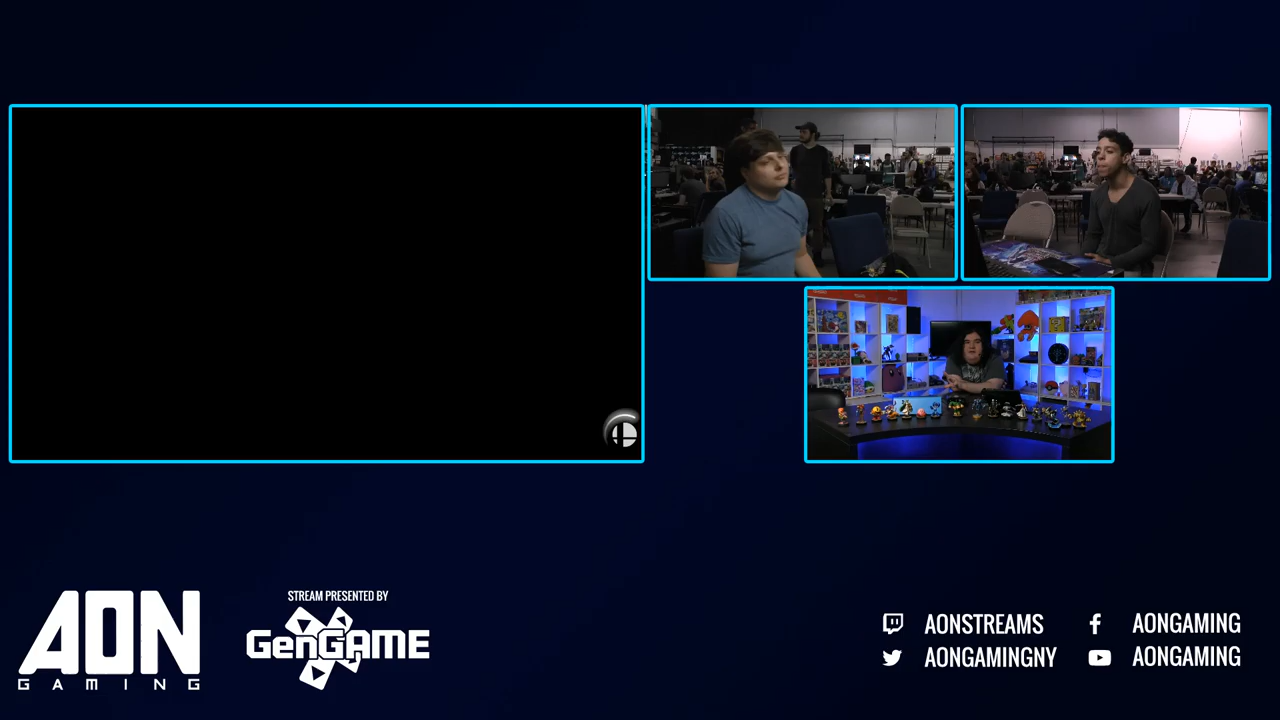 AON
GAMING
STREAM PRESENTED BY
GenGAME
AONSTREAMS
AONGAMING
AONGAMINGNY
AONGAMING